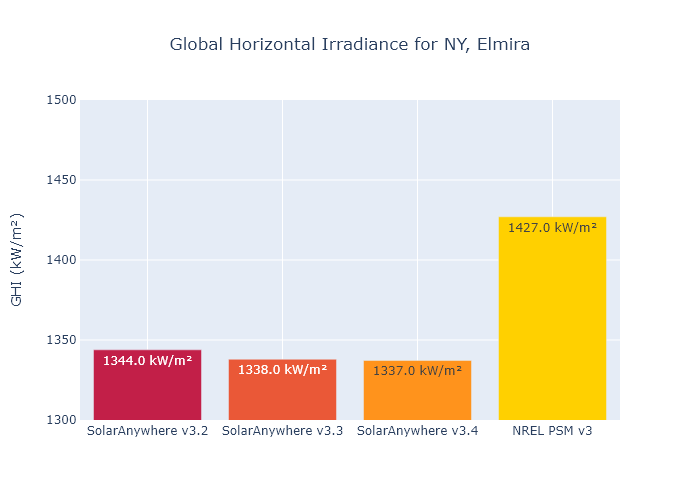 Global Horizontal Irradiance for NY, Elmira
GHI (kW/m²)
1500
1450
1400
1350
1300
1344.0 kW/m²
1338.0 kW/m²
1337.0 kW/m²
1427.0 kW/m²
SolarAnywhere v3.2
SolarAnywhere v3.3
SolarAnywhere v3.4
NREL PSM v3